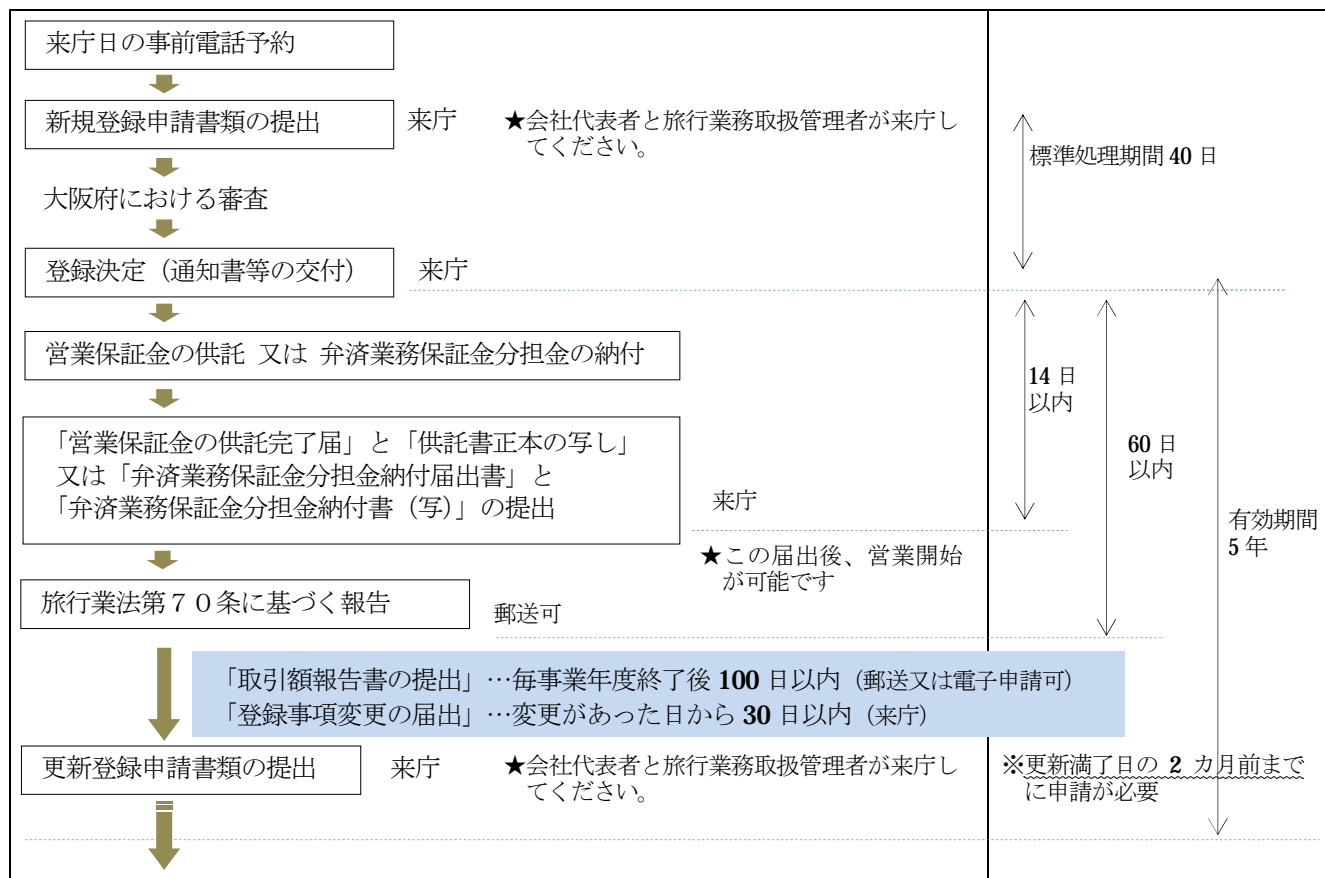 来庁日の事前電話予約
新規登録申請書類の提出
来庁
★会社代表者と旅行業務取扱管理者が来庁し
てください。
標準処理期間 40 日
大阪府における審査
登録決定（通知書等の交付）
来庁
営業保証金の供託 又は 弁済業務保証金分担金の納付
14 日
以内
60 日
以内
「営業保証金の供託完了届」と「供託書正本の写し」
又は「弁済業務保証金分担金納付届出書」と
「弁済業務保証金分担金納付書（写）」の提出
来庁
有効期間
5 年
★この届出後、営業開始
が可能です
旅行業法第７０条に基づく報告
郵送可
「取引額報告書の提出」…毎事業年度終了後 100 日以内（郵送又は電子申請可）
「登録事項変更の届出」…変更があった日から 30 日以内（来庁）
更新登録申請書類の提出
来庁
★会社代表者と旅行業務取扱管理者が来庁し
てください。
※更新満了日の 2 カ月前まで
に申請が必要